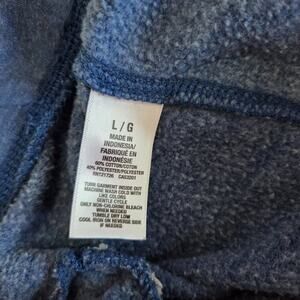 L / G
MADE IN
INDONESIA/
FABRIQUÉ EN
INDONÉSIE
60% COTTON/COTON
40% POLYESTER/POLYESTER
RN121726 CA53301
TURN GARMENT INSIDE OUT
MACHINE WASH COLD WITH
LIKE COLORS
GENTLE CYCLE
ONLY NON-CHLORINE BLEACH
WHEN NEEDED
TUMBLE DRY LOW
COOL IRON ON REVERSE SIDE
IF NEEDED